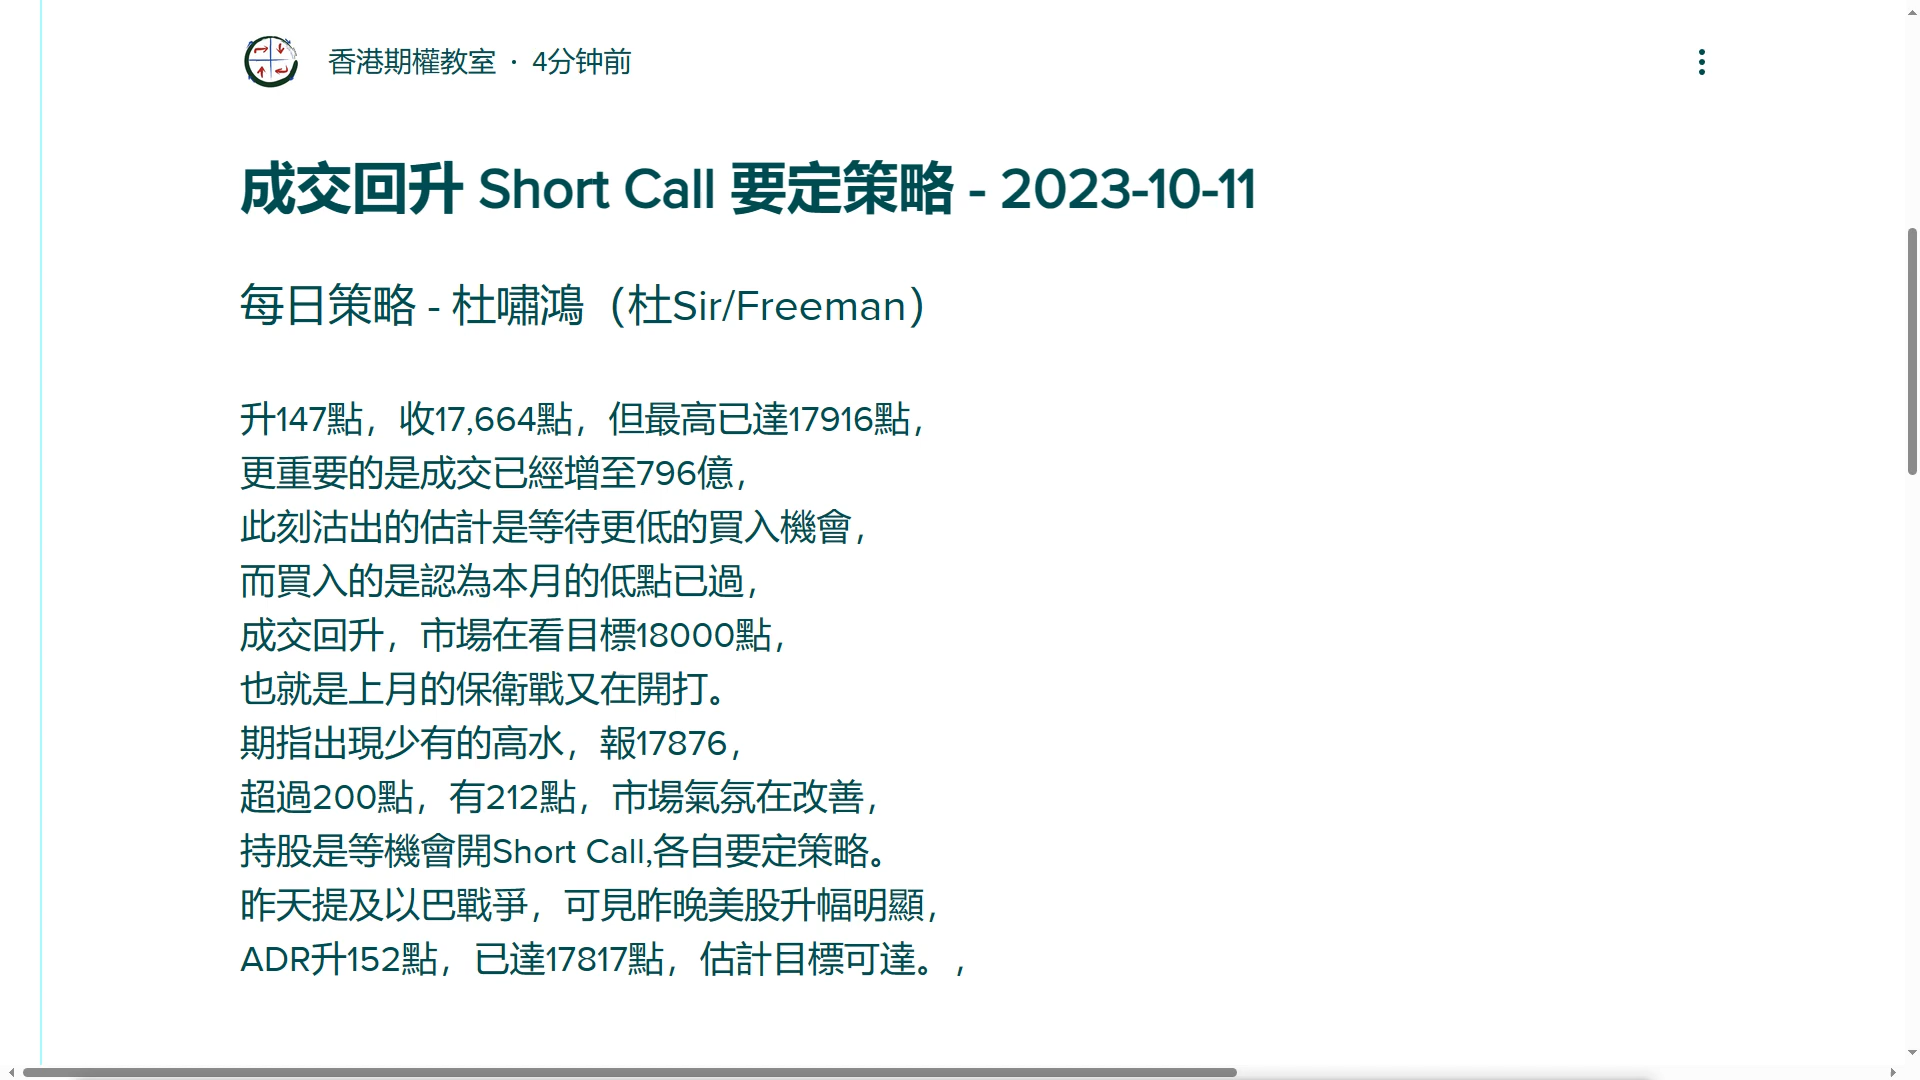 香港期權教室 · 4分钟前
成交回升 Short Call 要定策略 - 2023-10-11
每日策略 - 杜嘯鴻（杜Sir/Freeman）
升147點，收17,664點，但最高已達17916點，
更重要的是成交已經增至796億，
此刻沽出的估計是等待更低的買入機會，
而買入的是認為本月的低點已過，
成交回升，市場在看目標18000點，
也就是上月的保衛戰又在開打。
期指出現少有的高水，報17876，
超過200點，有212點，市場氣氛在改善，
持股是等機會開Short Call,各自要定策略。
昨天提及以巴戰爭，可見昨晚美股升幅明顯，
ADR升152點，已達17817點，估計目標可達。，